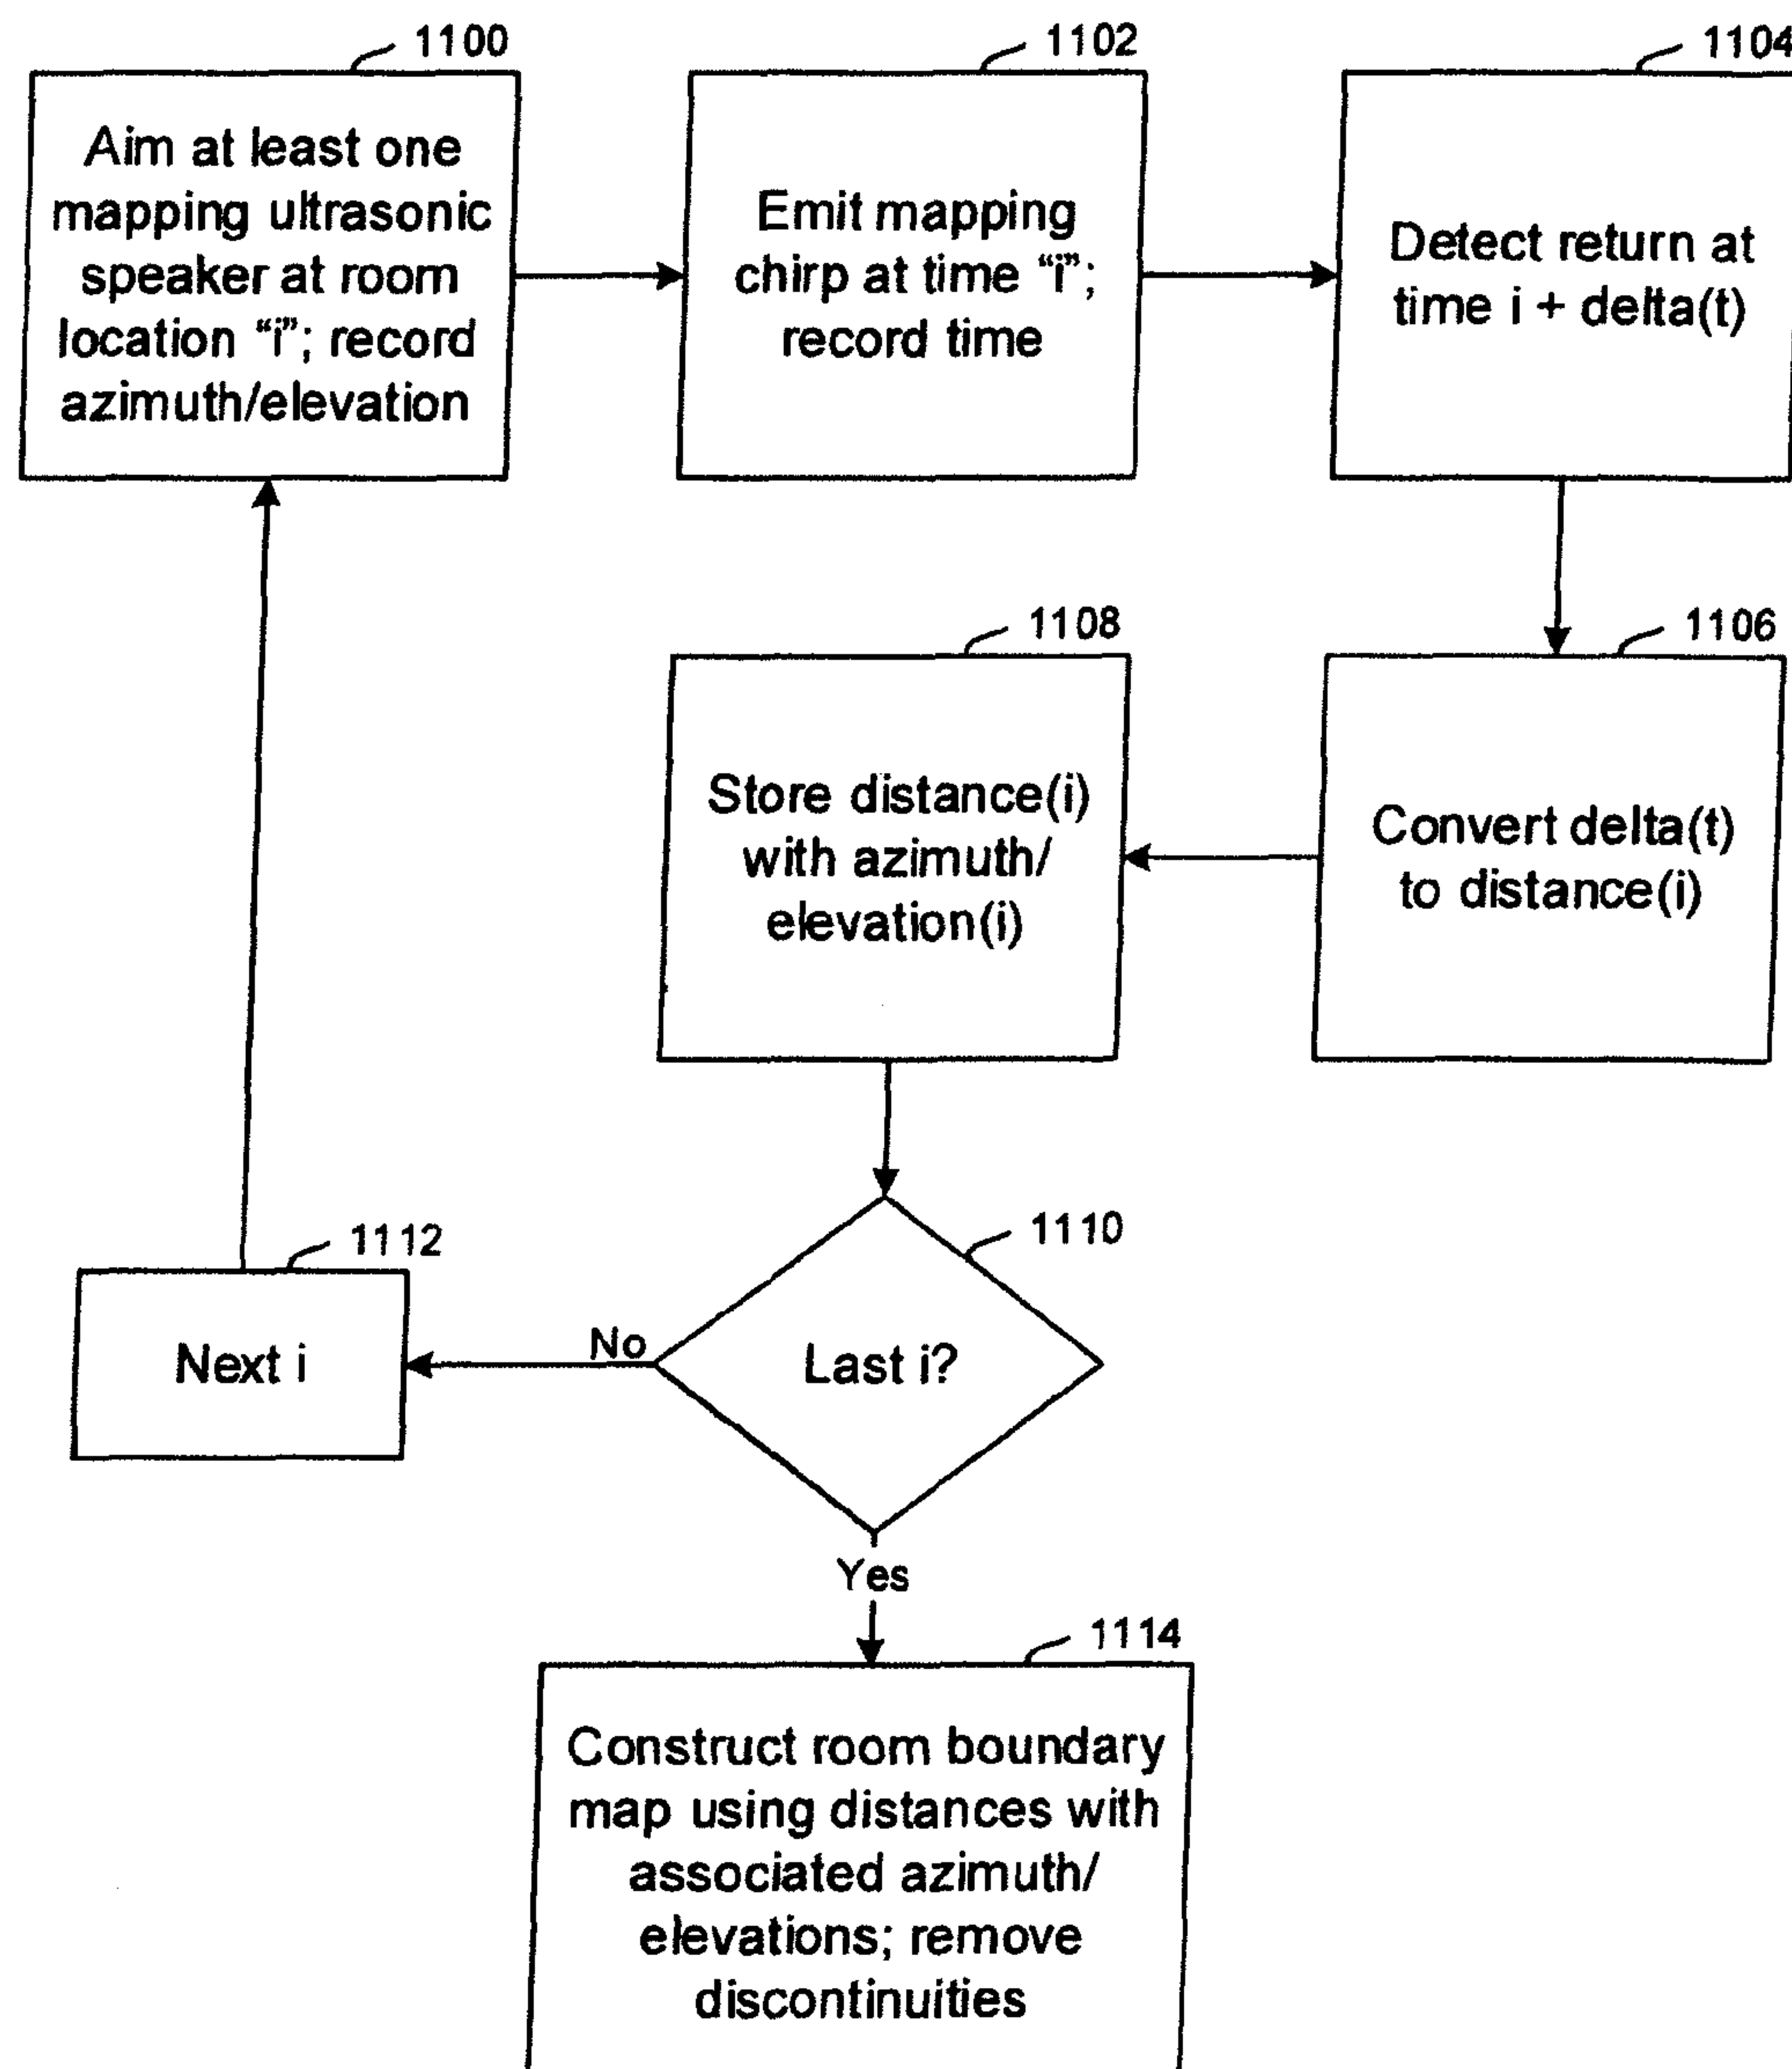 1100
Aim at least one
mapping ultrasonic
speaker at room
location “i”; record
azimuth/elevation
1102
Emit mapping
chirp at time “i”;
record time
1104
Detect return at
time i + delta(t)
1106
Convert delta(t)
to distance(i)
1108
Store distance(i)
with azimuth/
elevation(i)
1110
Last i?
No
1112
Next i
Yes
1114
Construct room boundary
map using distances with
associated azimuth/
elevations; remove
discontinuities